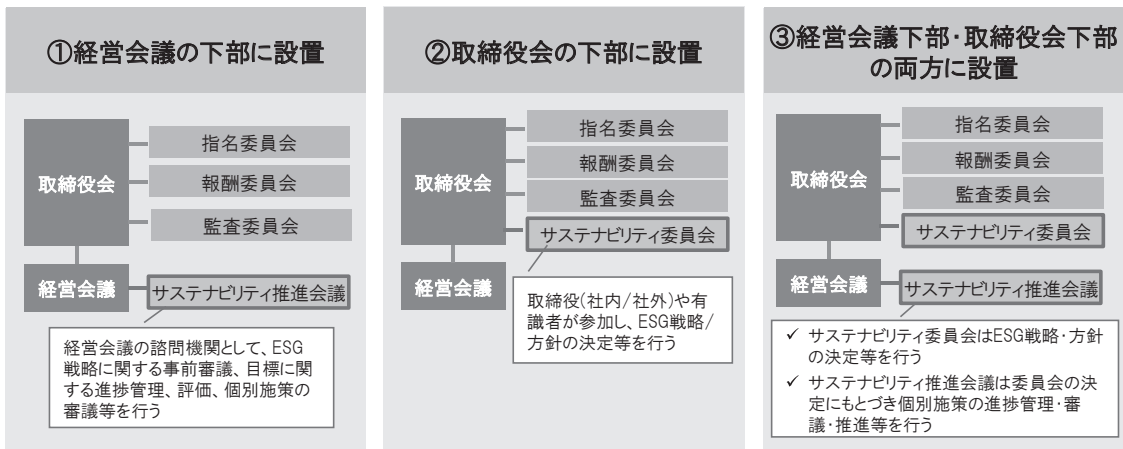 ①経営会議の下部に設置
取締役会
指名委員会
報酬委員会
監査委員会
経営会議
サステナビリティ推進会議
経営会議の諮問機関として、ESG
戦略に関する事前審議、目標に関
する進捗管理、評価、個別施策の
審議等を行う
②取締役会の下部に設置
取締役会
指名委員会
報酬委員会
監査委員会
サステナビリティ委員会
経営会議
取締役(社内/社外)や有
識者が参加し、ESG戦略/
方針の決定等を行う
③経営会議下部・取締役会下部
の両方に設置
取締役会
指名委員会
報酬委員会
監査委員会
サステナビリティ委員会
経営会議
サステナビリティ推進会議
✓ サステナビリティ委員会はESG戦略・方針
の決定等を行う
✓ サステナビリティ推進会議は委員会の決
定にもとづき個別施策の進捗管理・審
議・推進等を行う